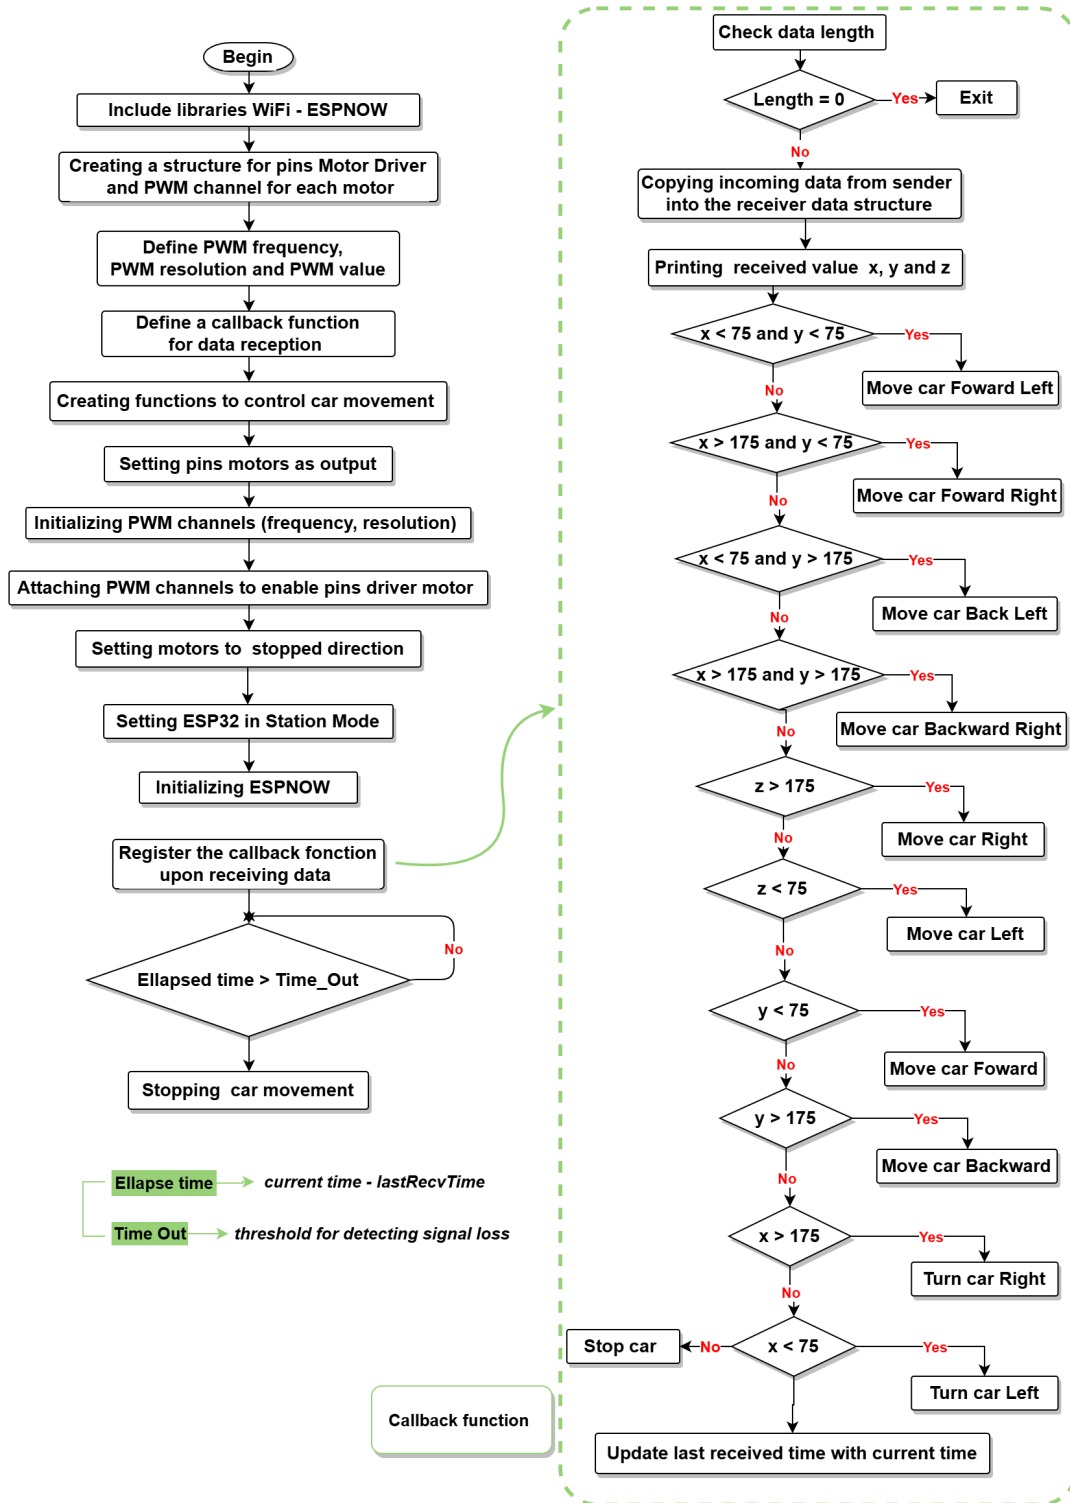 Begin
Include libraries WiFi - ESPNOW
Creating a structure for pins Motor Driver
and PWM channel for each motor
Define PWM frequency,
PWM resolution and PWM value
Define a callback function
for data reception
Creating functions to control car movement
Setting pins motors as output
Initializing PWM channels (frequency, resolution)
Attaching PWM channels to enable pins driver motor
Setting motors to stopped direction
Setting ESP32 in Station Mode
Initializing ESPNOW
Register the callback fonction
upon receiving data
No
Ellapsed time > Time_Out
Stopping car movement
Ellapse time
current time - lastRecvTime
Time Out
threshold for detecting signal loss
Callback function
Check data length
Length = 0
Yes
Exit
No
Copying incoming data from sender
into the receiver data structure
Printing received value x, y and z
x < 75 and y < 75
Yes
Move car Foward Left
No
x > 175 and y < 75
Yes
Move car Foward Right
No
x < 75 and y > 175
Yes
Move car Back Left
No
x > 175 and y > 175
Yes
Move car Backward Right
No
z > 175
Yes
Move car Right
No
z < 75
Yes
Move car Left
No
y < 75
Yes
Move car Foward
No
y > 175
Yes
Move car Backward
No
x > 175
Yes
Turn car Right
No
x < 75
Yes
Turn car Left
No
Stop car
Update last received time with current time